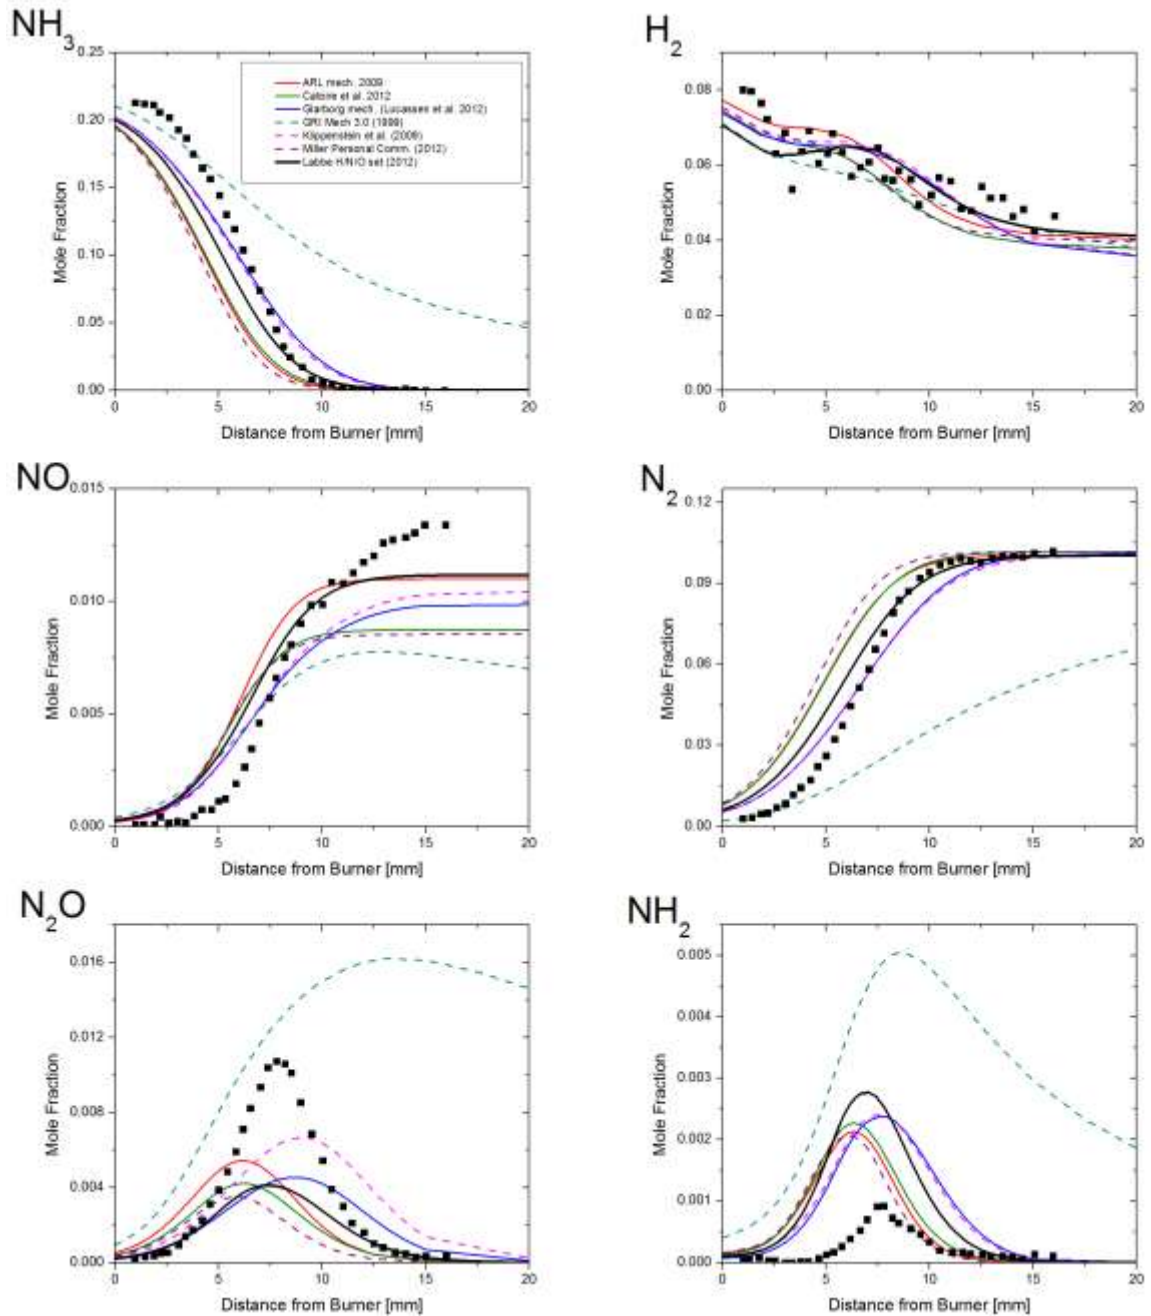 NH3
H2
0.25
0.20
0.15
0.10
0.05
0.00
Mole Fraction
ARL mech. 2009
Catoire et al. 2012
Glarborg mech. (Lucassen et al. 2012)
GRI Mech 3.0 (1999)
Klippenstein et al. (2009)
Miller Personal Comm. (2012)
Labbe H/N/O set (2012)
0 5 10 15 20
Distance from Burner [mm]
0.08
0.06
0.04
0.02
0.00
Mole Fraction
0 5 10 15 20
Distance from Burner [mm]
NO
N2
0.015
0.010
0.005
0.000
Mole Fraction
0 5 10 15 20
Distance from Burner [mm]
0.12
0.09
0.06
0.03
0.00
Mole Fraction
0 5 10 15 20
Distance from Burner [mm]
N2O
NH2
0.016
0.012
0.008
0.004
0.000
Mole Fraction
0 5 10 15 20
Distance from Burner [mm]
0.005
0.004
0.003
0.002
0.001
0.000
Mole Fraction
0 5 10 15 20
Distance from Burner [mm]